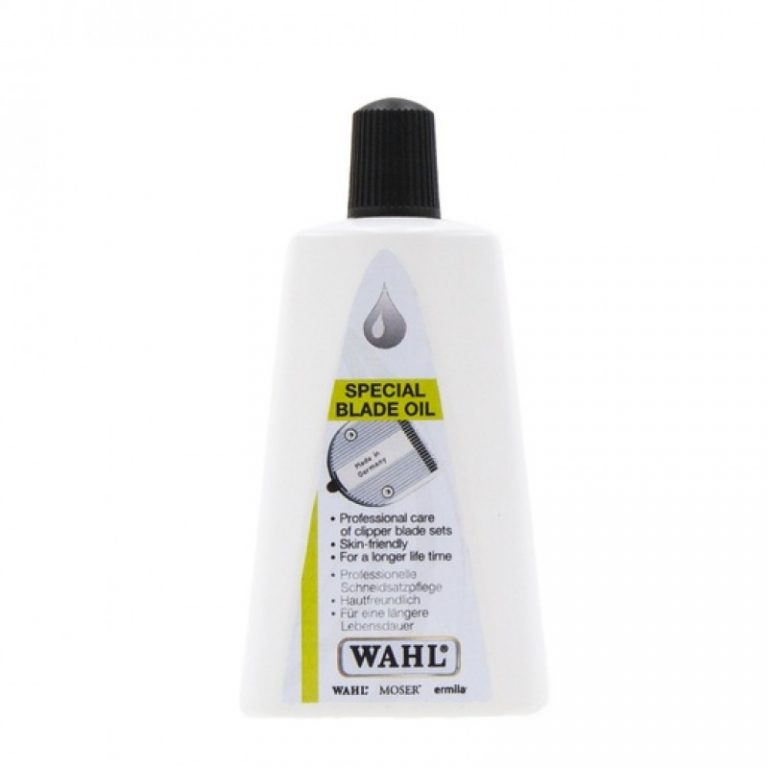 SPECIAL
BLADE OIL
Made in
Germany
• Professional care
of clipper blade sets
• Skin-friendly
• For a longer life time
• Professionelle
Schneidsatzpflege
• Hautfreundlich
• Für eine längere
Lebensdauer
WAHL®
WAHL® MOSER® ermila®